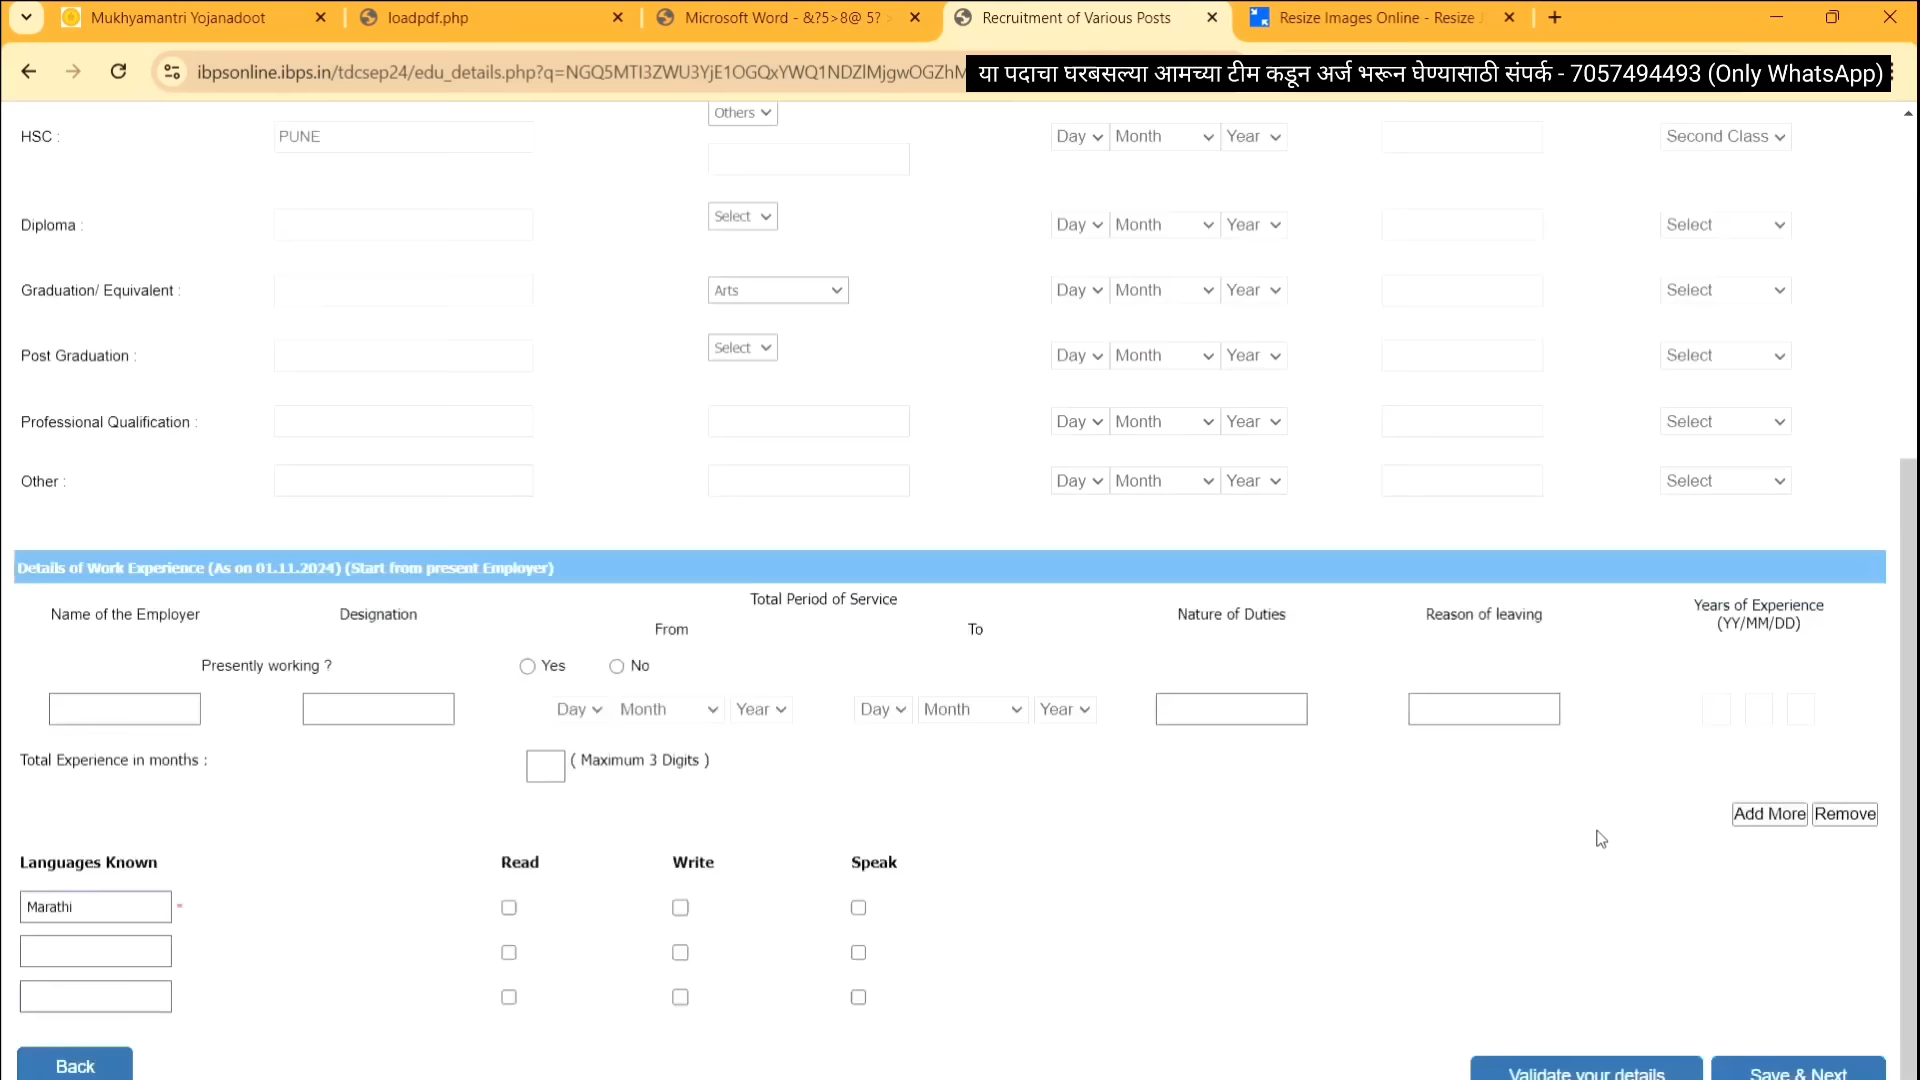 Mukhyamantri Yojanadoot
loadpdf.php
Microsoft Word - &?5>8@ 5? >
Recruitment of Various Posts
Resize Images Online - Resize J
ibpsonline.ibps.in/tdcsep24/edu_details.php?q=NGQ5MTI3ZWU3YjE1OGQxYWQ1NDZlMjgwOGZhM
या पदाचा घरबसल्या आमच्या टीम कडून अर्ज भरून घेण्यासाठी संपर्क - 7057494493 (Only WhatsApp)
Others
HSC : PUNE Day Month Year Second Class
Diploma : Select Day Month Year Select
Graduation/ Equivalent : Arts Day Month Year Select
Post Graduation : Select Day Month Year Select
Professional Qualification : Day Month Year Select
Other : Day Month Year Select
Details of Work Experience (As on 01.11.2024) (Start from present Employer)
Name of the Employer Designation Total Period of Service Nature of Duties Reason of leaving Years of Experience
(YY/MM/DD)
From To
Presently working ? Yes No
Day Month Year Day Month Year
Total Experience in months : ( Maximum 3 Digits )
Add More Remove
Languages Known Read Write Speak
Marathi *
Back Validate your details Save & Next